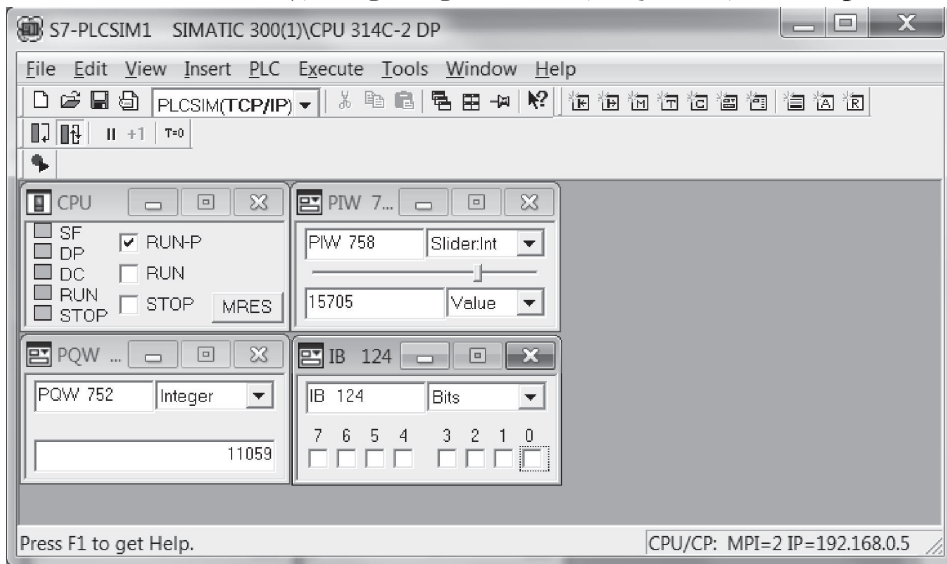 S7-PLCSIM1 SIMATIC 300(1)\CPU 314C-2 DP
File Edit View Insert PLC Execute Tools Window Help
PLCSIM(TCP/IP)
+1 T=0
CPU
SF
DP
DC
RUN
STOP
RUN-P
RUN
STOP
MRES
PIW 7...
PIW 758 Slider:Int
15705 Value
PQW ...
PQW 752 Integer
11059
IB 124
IB 124 Bits
7 6 5 4 3 2 1 0
Press F1 to get Help.
CPU/CP: MPI=2 IP=192.168.0.5